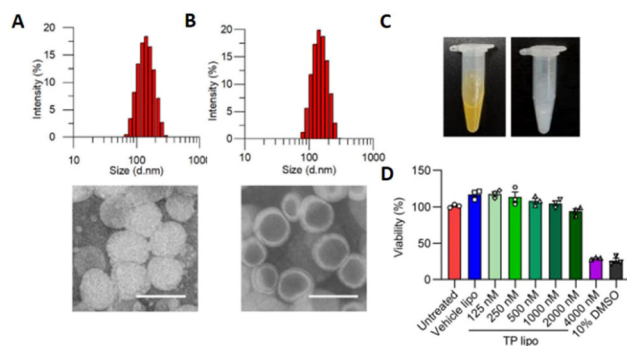 A
B
C
D
20
15
10
5
0
Intensity (%)
10
100
100
Size (d.nm)
20
15
10
5
0
Intensity (%)
10
100
1000
Size (d.nm)
150
100
50
0
Viability (%)
Untreated
Vehicle lipo
125 nM
250 nM
500 nM
1000 nM
2000 nM
4000 nM
10% DMSO
TP lipo